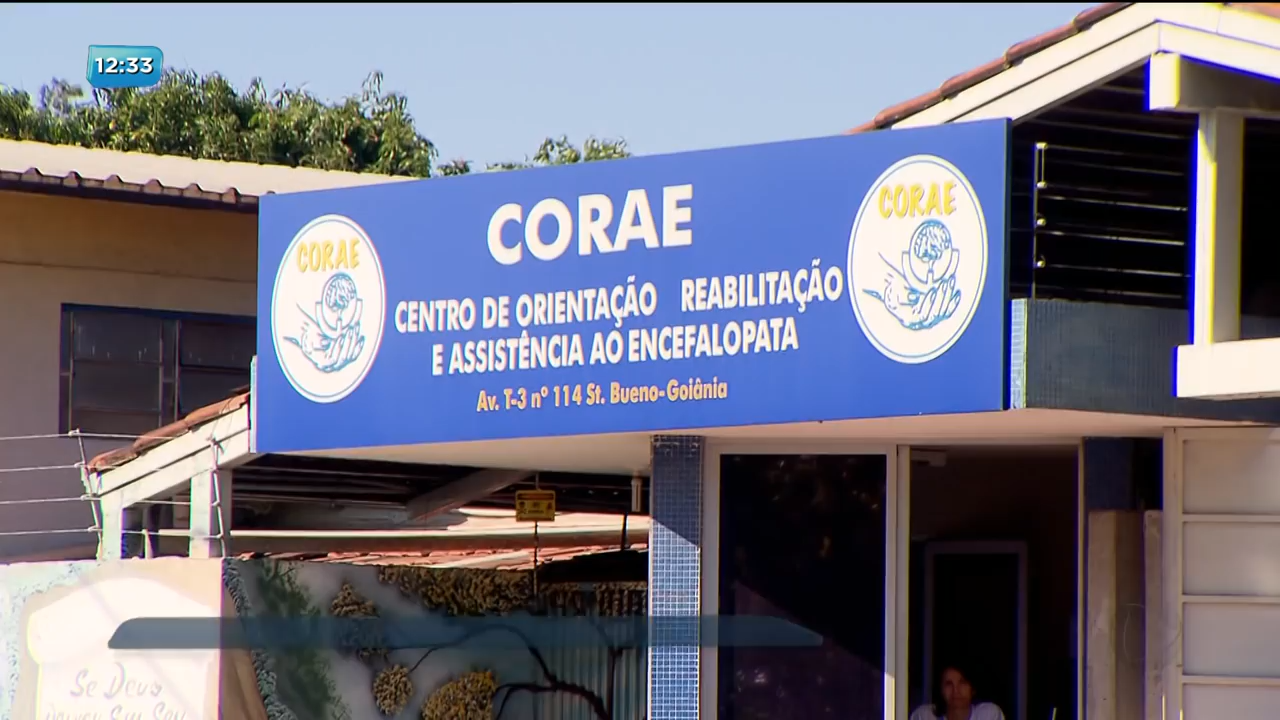 12:33
CORAE
CORAE
CORAE
CENTRO DE ORIENTAÇÃO REABILITAÇÃO
E ASSISTÊNCIA AO ENCEFALOPATA
Av. T-3 nº 114 St. Bueno-Goiânia
Se Deus